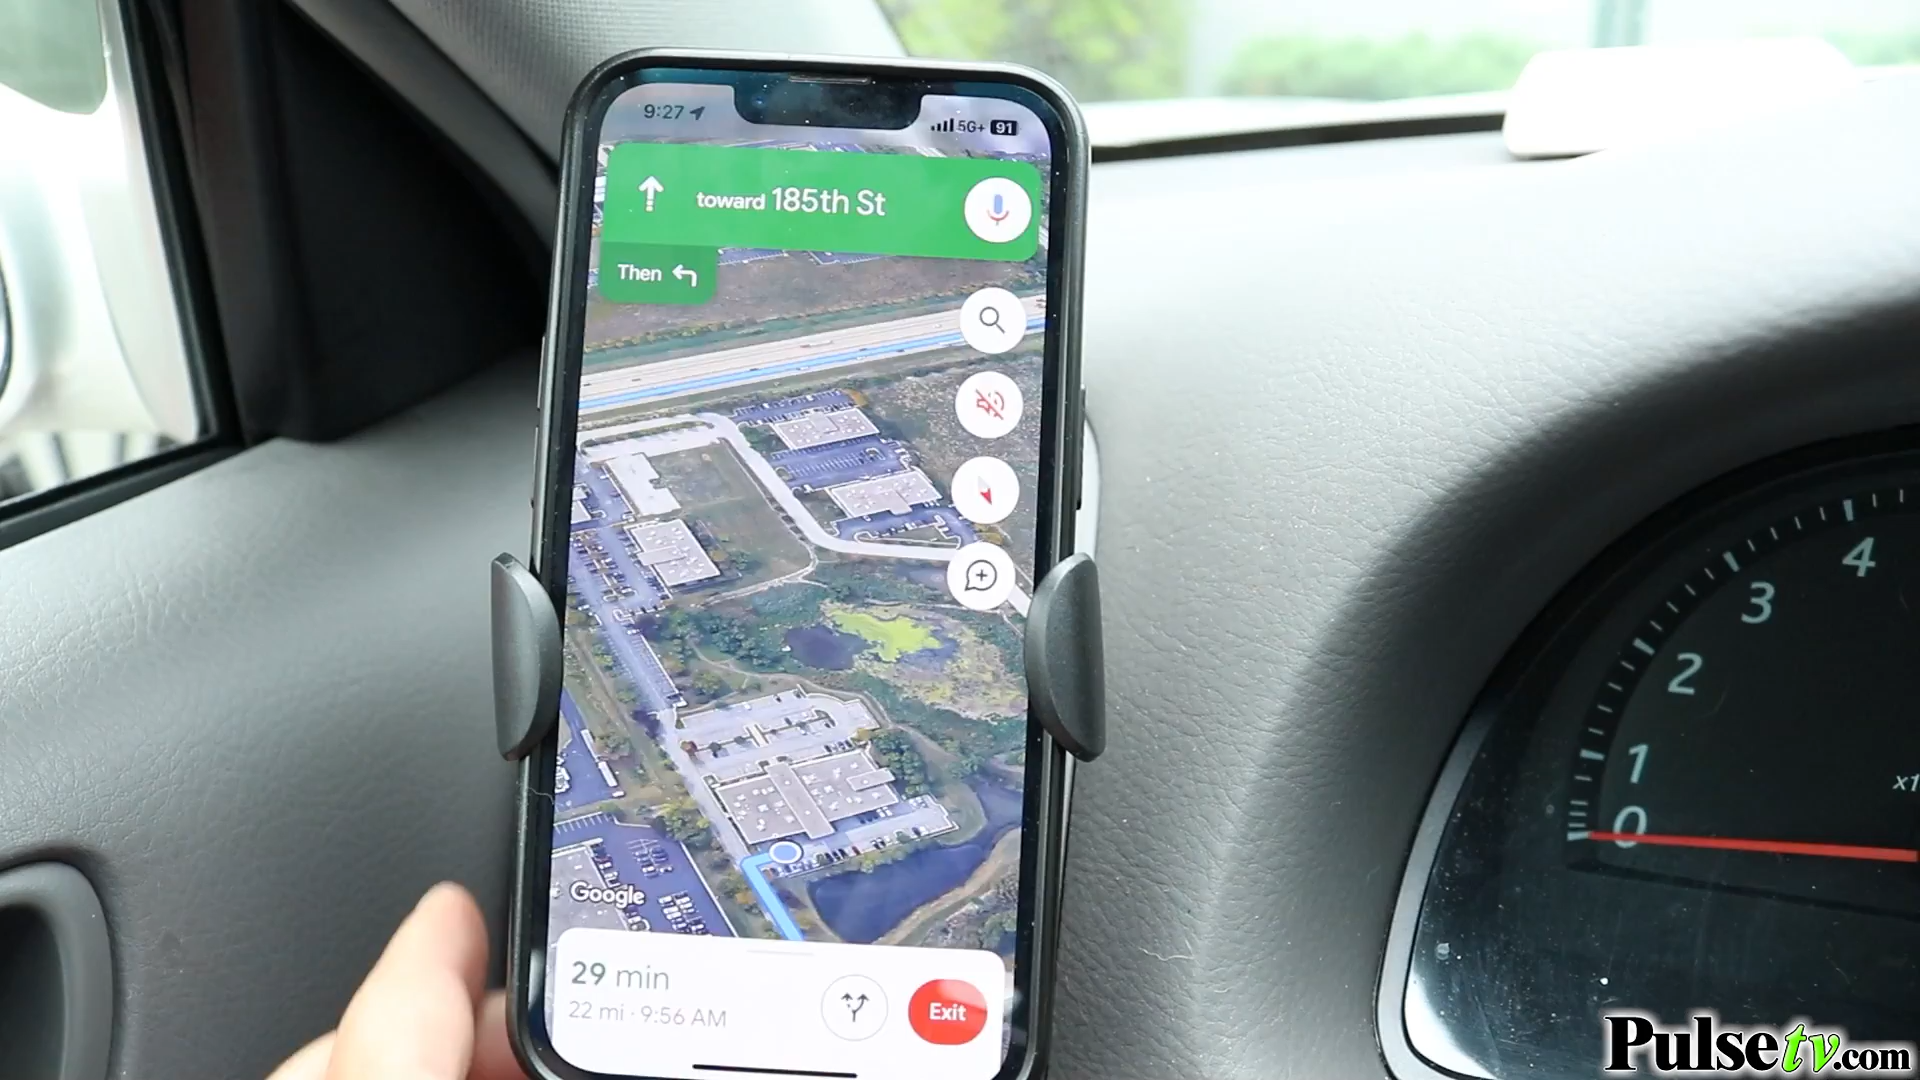 9:27
5G+ 91
toward 185th St
Then
Google
29 min
22 mi · 9:56 AM
Exit
4
3
2
1
0
x1
Pulsetv.com